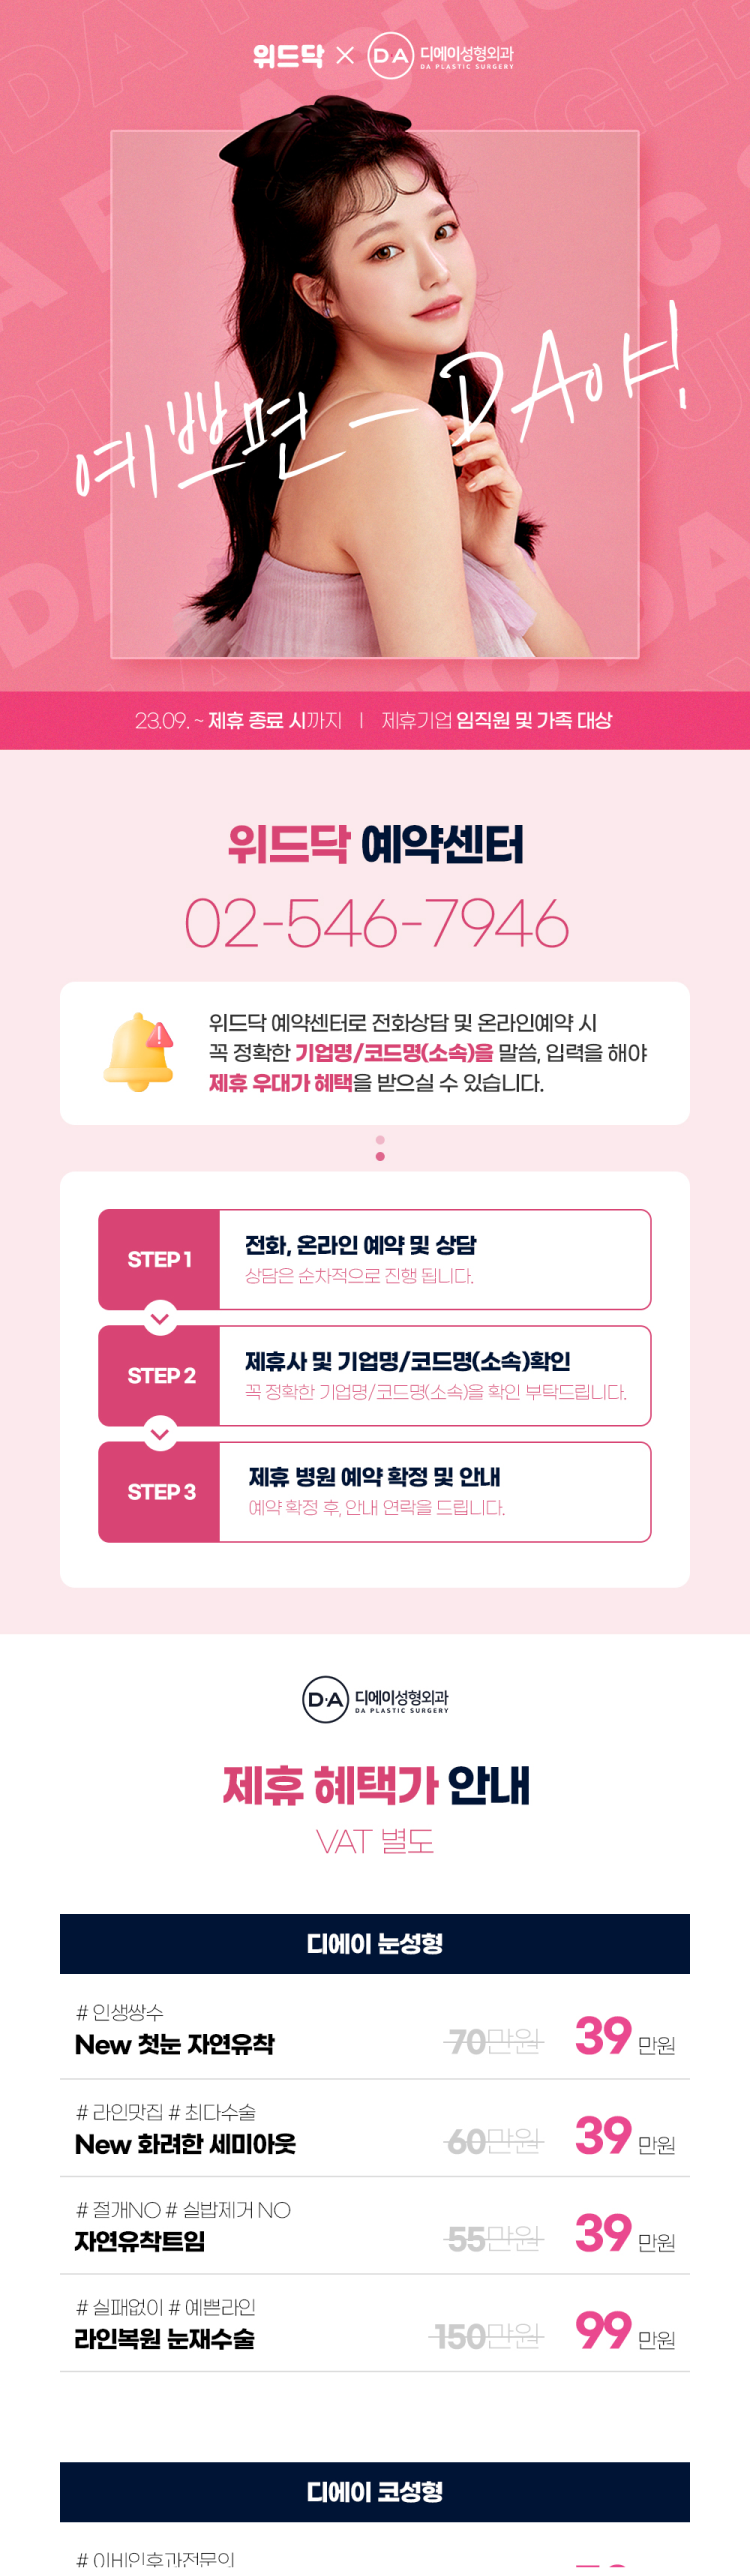 위드닥 × D·A 디에이성형외과
DA PLASTIC SURGERY
예쁘면 - DA야!
23.09. ~ 제휴 종료 시까지 | 제휴기업 임직원 및 가족 대상
위드닥 예약센터
02-546-7946
위드닥 예약센터로 전화상담 및 온라인예약 시
꼭 정확한 기업명/코드명(소속)을 말씀, 입력을 해야
제휴 우대가 혜택을 받으실 수 있습니다.
STEP 1
전화, 온라인 예약 및 상담
상담은 순차적으로 진행 됩니다.
STEP 2
제휴사 및 기업명/코드명(소속)확인
꼭 정확한 기업명/코드명(소속)을 확인 부탁드립니다.
STEP 3
제휴 병원 예약 확정 및 안내
예약 확정 후, 안내 연락을 드립니다.
D·A 디에이성형외과
DA PLASTIC SURGERY
제휴 혜택가 안내
VAT 별도
디에이 눈성형
# 인생쌍수
New 첫눈 자연유착 70만원 39 만원
# 라인맛집 # 최다수술
New 화려한 세미아웃 60만원 39 만원
# 절개NO # 실밥제거 NO
자연유착트임 55만원 39 만원
# 실패없이 # 예쁜라인
라인복원 눈재수술 150만원 99 만원
디에이 코성형
# 이비인후과전문의